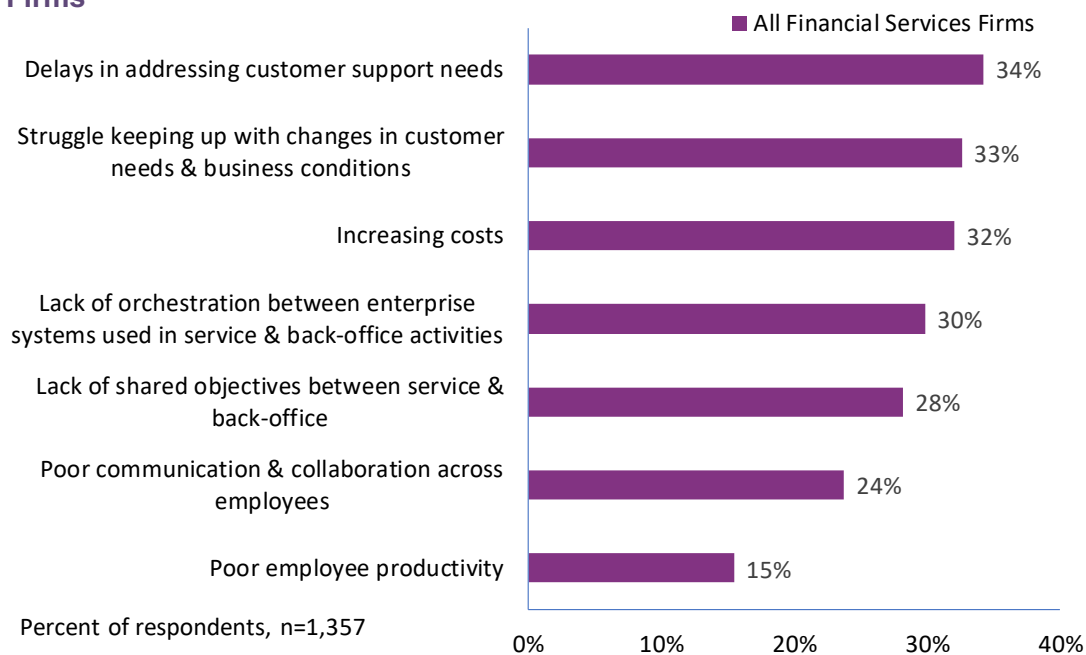 Firms
All Financial Services Firms
Delays in addressing customer support needs
34%
Struggle keeping up with changes in customer
needs & business conditions
33%
Increasing costs
32%
Lack of orchestration between enterprise
systems used in service & back-office activities
30%
Lack of shared objectives between service &
back-office
28%
Poor communication & collaboration across
employees
24%
Poor employee productivity
15%
Percent of respondents, n=1,357
0% 10% 20% 30% 40%